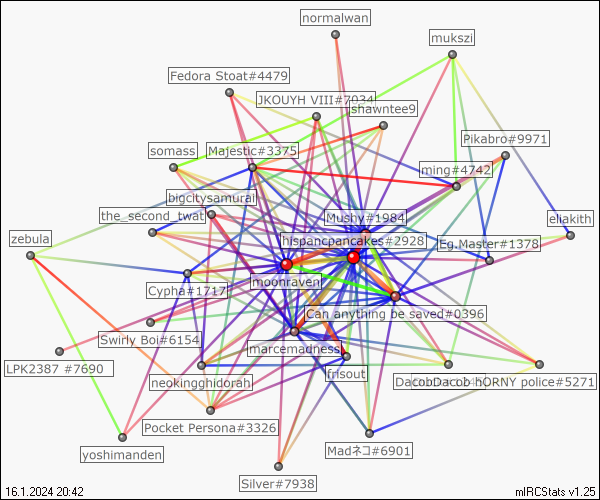 normalwan
mukszi
Fedora Stoat#4479
JKOUYH VIII#7034
shawntee9
Pikabro#9971
somass
Majestic#3375
ming#4742
bigcitysamurai
the_second_twat
Mushy#1984
eliakith
zebula
hispancpancakes#2928
Eg.Master#1378
moonraven
Cypha#1717
Can anything be saved#0396
Swirly Boi#6154
marcemadness
LPK2387 #7690
frisout
neokingghidorah
hORNY police#5271
Pocket Persona#3326
Madネコ#6901
yoshimanden
Silver#7938
16.1.2024 20:42
mIRCStats v1.25